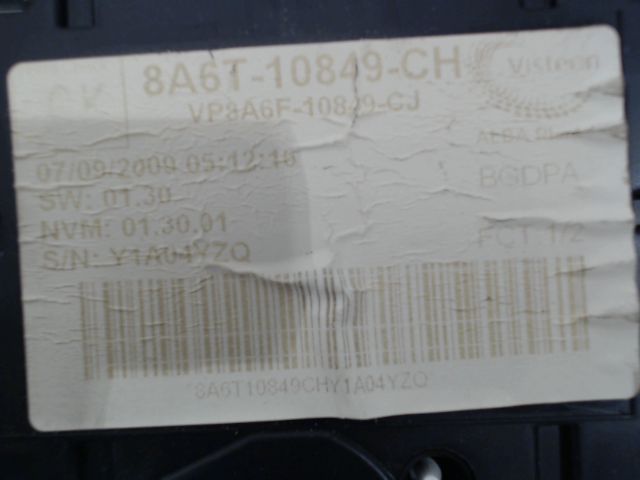 OK
8A6T-10849-CH
Visteon
VP8A6F-10849-CJ
07/09/2009 05:12:16
BGDPA
SW: 01.30
NVM: 01.30.01
FCT 1/2
S/N: Y1A04YZQ
8A6T10849CHY1A04YZQ